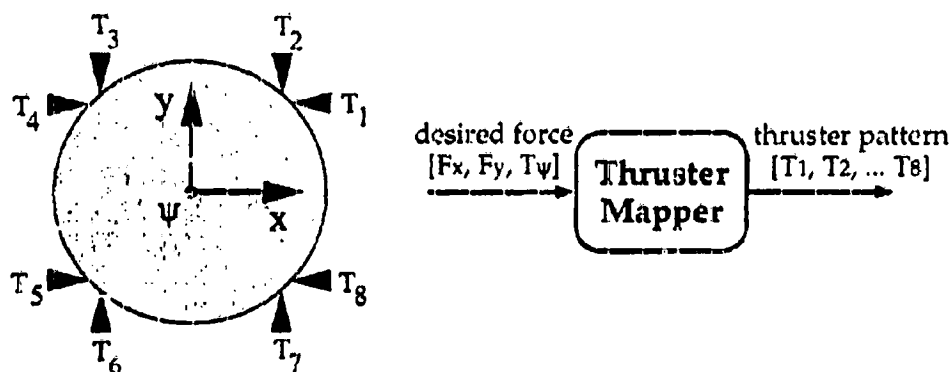 T3
T2
T4
T1
y
ψ
x
T5
T8
T6
T7
desired force
[Fx, Fy, Tψ]
Thruster
Mapper
thruster pattern
[T1, T2, ... T8]